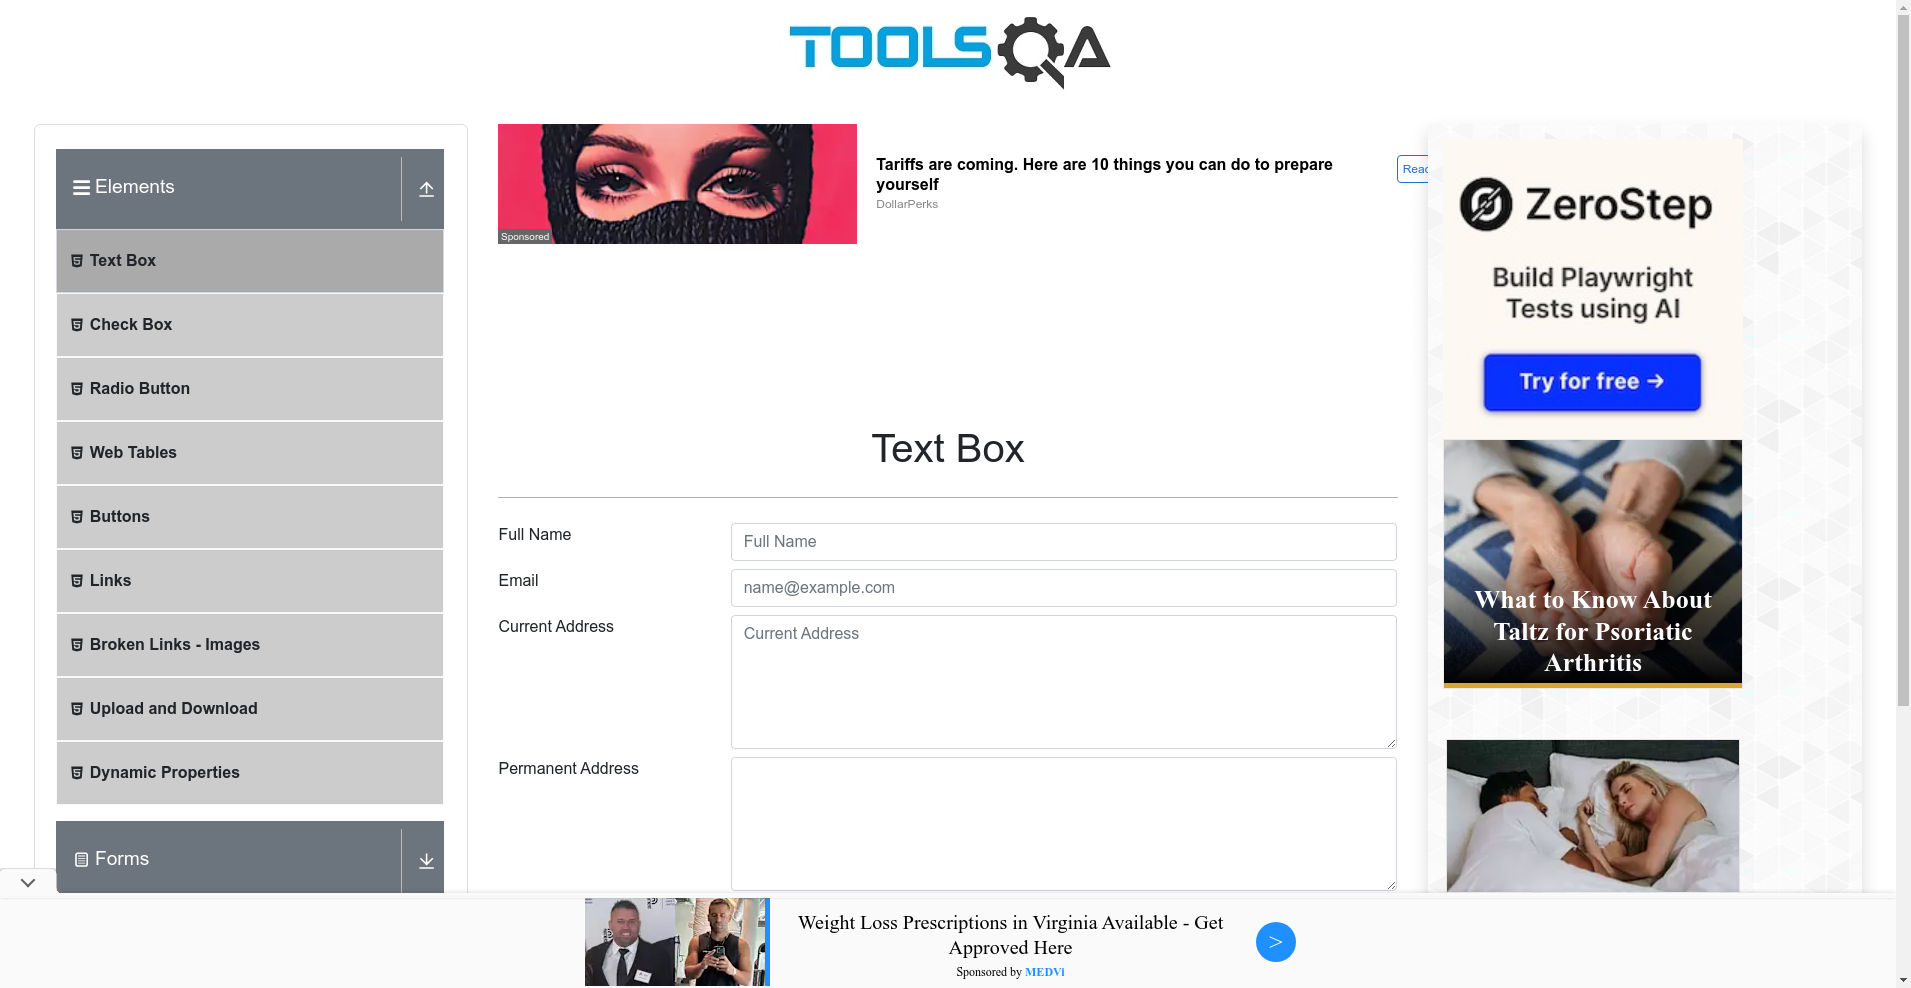 TOOLSQA
Elements
Text Box
Check Box
Radio Button
Web Tables
Buttons
Links
Broken Links - Images
Upload and Download
Dynamic Properties
Forms
Sponsored
Tariffs are coming. Here are 10 things you can do to prepare
yourself
DollarPerks
Text Box
Full Name
Full Name
Email
name@example.com
Current Address
Current Address
Permanent Address
ZeroStep
Build Playwright
Tests using AI
Try for free →
What to Know About
Taltz for Psoriatic
Arthritis
Weight Loss Prescriptions in Virginia Available - Get
Approved Here
Sponsored by MEDVi
>